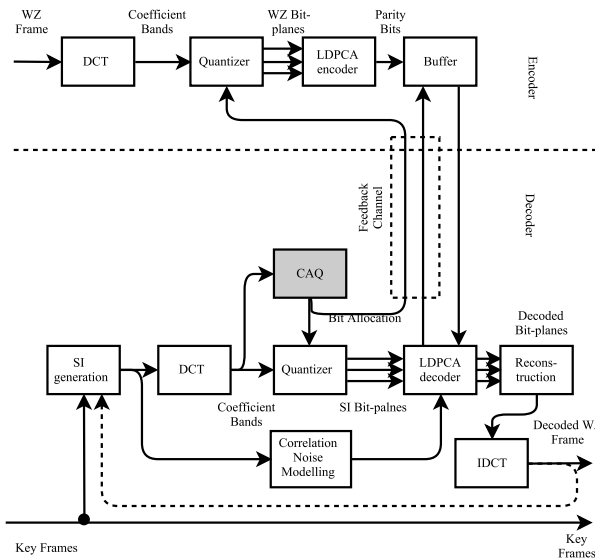 WZ
Frame
Coefficient
Bands
WZ Bit-
planes
Parity
Bits
DCT
Quantizer
LDPCA
encoder
Buffer
Encoder
Feedback
Channel
Decoder
CAQ
Bit Allocation
Decoded
Bit-planes
SI
generation
DCT
Quantizer
LDPCA
decoder
Recons-
truction
Coefficient
Bands
SI Bit-palnes
Correlation
Noise
Modelling
IDCT
Decoded W
Frame
Key Frames
Key
Frames